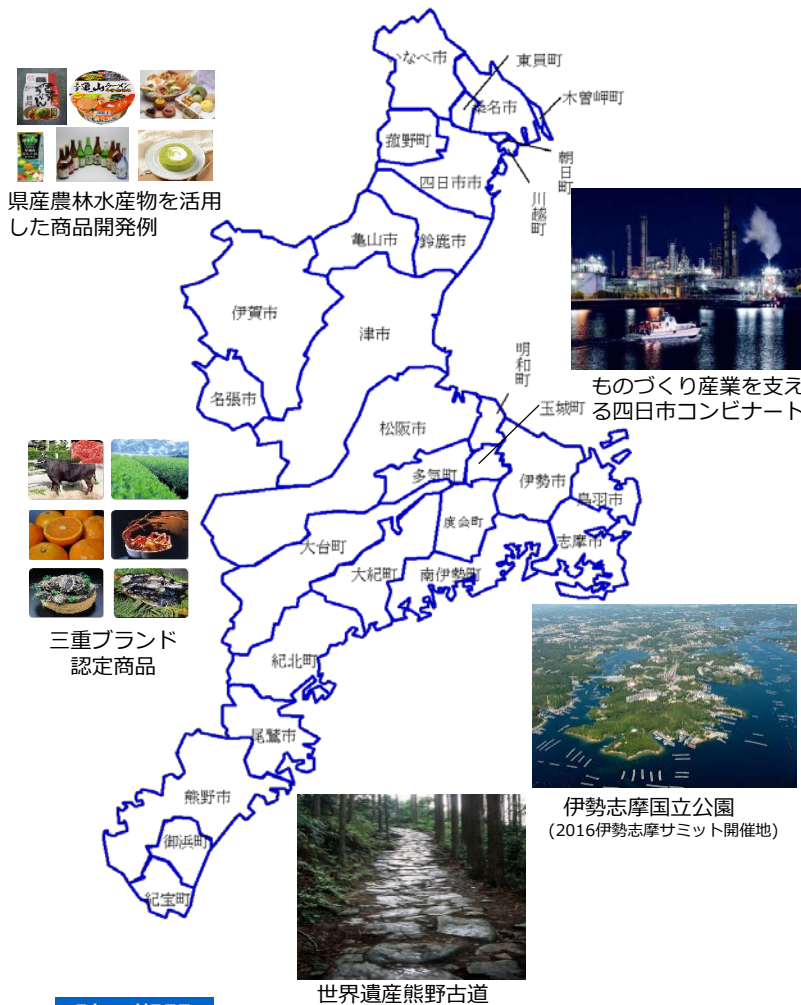 いなべ市
東員町
桑名市
木曽岬町
菰野町
朝日町
四日市市
川越町
県産農林水産物を活用
した商品開発例
亀山市
鈴鹿市
伊賀市
津市
明和町
ものづくり産業を支え
る四日市コンビナート
名張市
玉城町
松阪市
多気町
伊勢市
鳥羽市
度会町
志摩市
大台町
大紀町
南伊勢町
三重ブランド
認定商品
紀北町
尾鷲市
熊野市
伊勢志摩国立公園
(2016伊勢志摩サミット開催地)
御浜町
紀宝町
世界遺産熊野古道